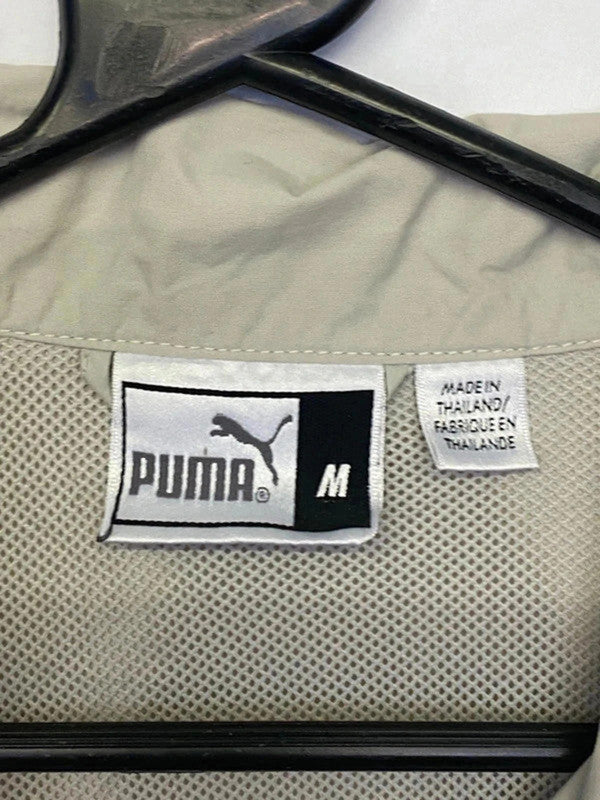 PUMA®
M
MADE IN
THAILAND/
FABRIQUE EN
THAILANDE